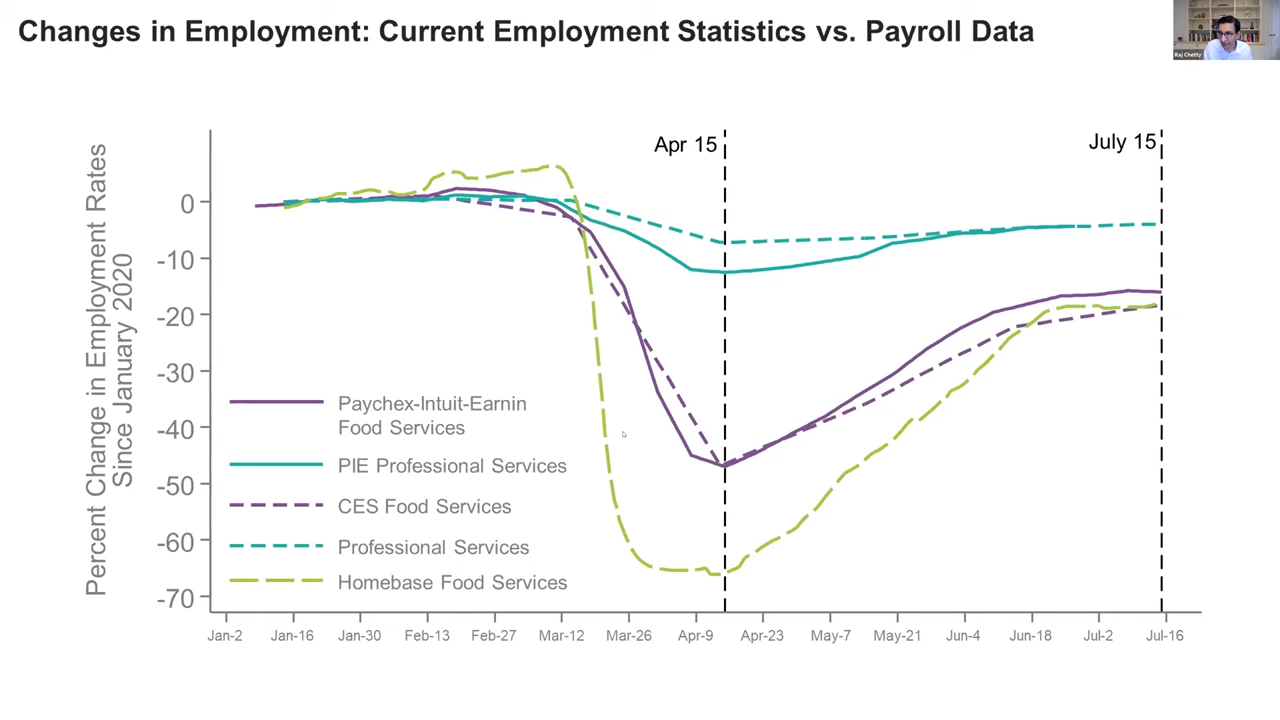 Changes in Employment: Current Employment Statistics vs. Payroll Data
Raj Chetty
Apr 15
July 15
Percent Change in Employment Rates
Since January 2020
0
-10
-20
-30
-40
-50
-60
-70
Paychex-Intuit-Earnin
Food Services
PIE Professional Services
CES Food Services
Professional Services
Homebase Food Services
Jan-2 Jan-16 Jan-30 Feb-13 Feb-27 Mar-12 Mar-26 Apr-9 Apr-23 May-7 May-21 Jun-4 Jun-18 Jul-2 Jul-16